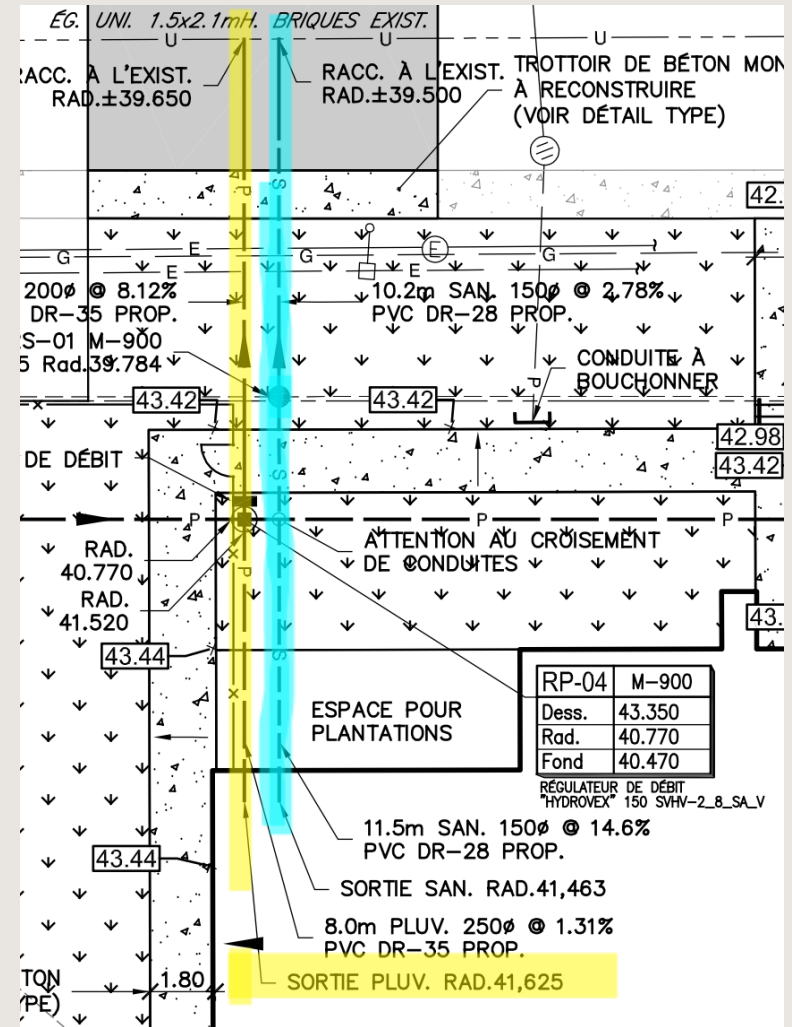 ÉG. UNI. 1.5x2.1mH. BRIQUES EXIST.
U U U
RACC. À L'EXIST.
RAD.±39.650
RACC. À L'EXIST.
RAD.±39.500
TROTTOIR DE BÉTON MON
À RECONSTRUIRE
(VOIR DÉTAIL TYPE)
P S
42.
G E G E
E E
200ø @ 8.12%
DR-35 PROP.
10.2m SAN. 150ø @ 2.78%
PVC DR-28 PROP.
S-01 M-900
5 Rad.39.784
CONDUITE À
BOUCHONNER
P
43.42
43.42
42.98
43.42
DE DÉBIT
S
P P P
ATTENTION AU CROISEMENT
DE CONDUITES
RAD.
40.770
RAD.
41.520
P
43.
43.44
S
ESPACE POUR
PLANTATIONS
RP-04 M-900
Dess. 43.350
Rad. 40.770
Fond 40.470
RÉGULATEUR DE DÉBIT
"HYDROVEX" 150 SVHV-2_8_SA_V
11.5m SAN. 150ø @ 14.6%
PVC DR-28 PROP.
43.44
SORTIE SAN. RAD.41,463
8.0m PLUV. 250ø @ 1.31%
PVC DR-35 PROP.
TON
PE)
1.80
SORTIE PLUV. RAD.41,625